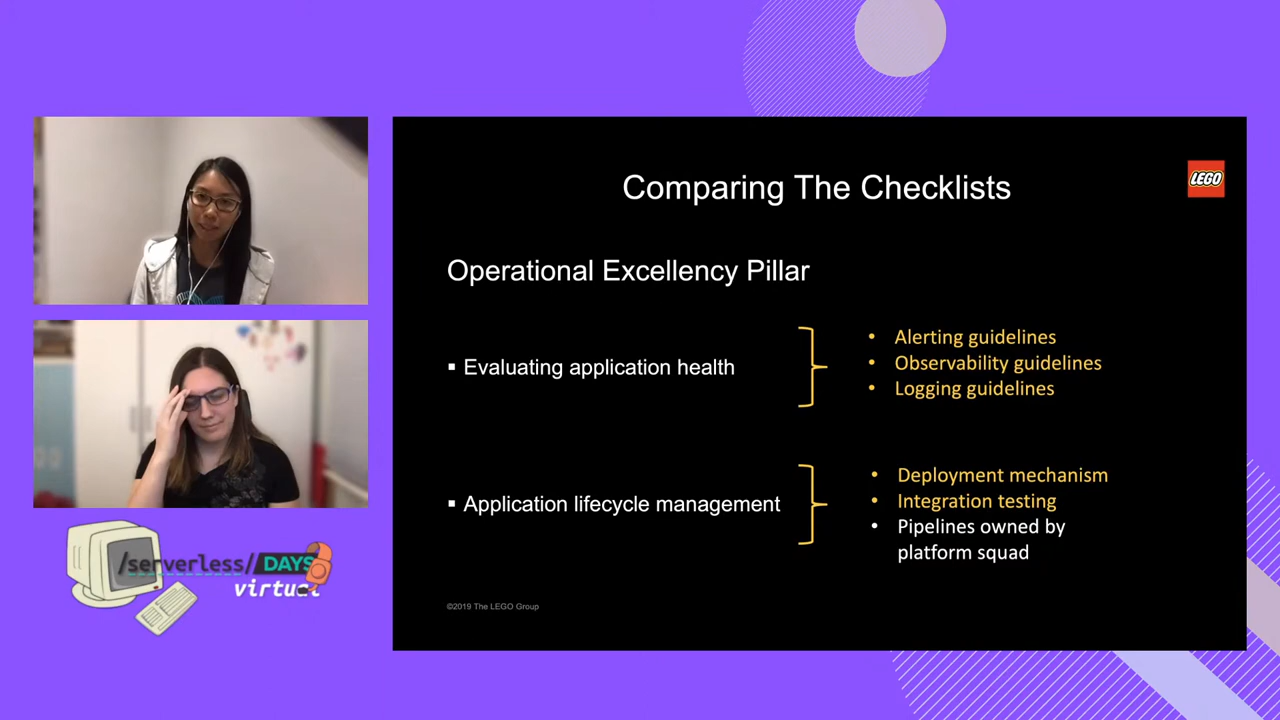 Comparing The Checklists
LEGO
Operational Excellency Pillar
▪ Evaluating application health
• Alerting guidelines
• Observability guidelines
• Logging guidelines
▪ Application lifecycle management
• Deployment mechanism
• Integration testing
• Pipelines owned by
platform squad
©2019 The LEGO Group
/serverless//DAYS
virtual